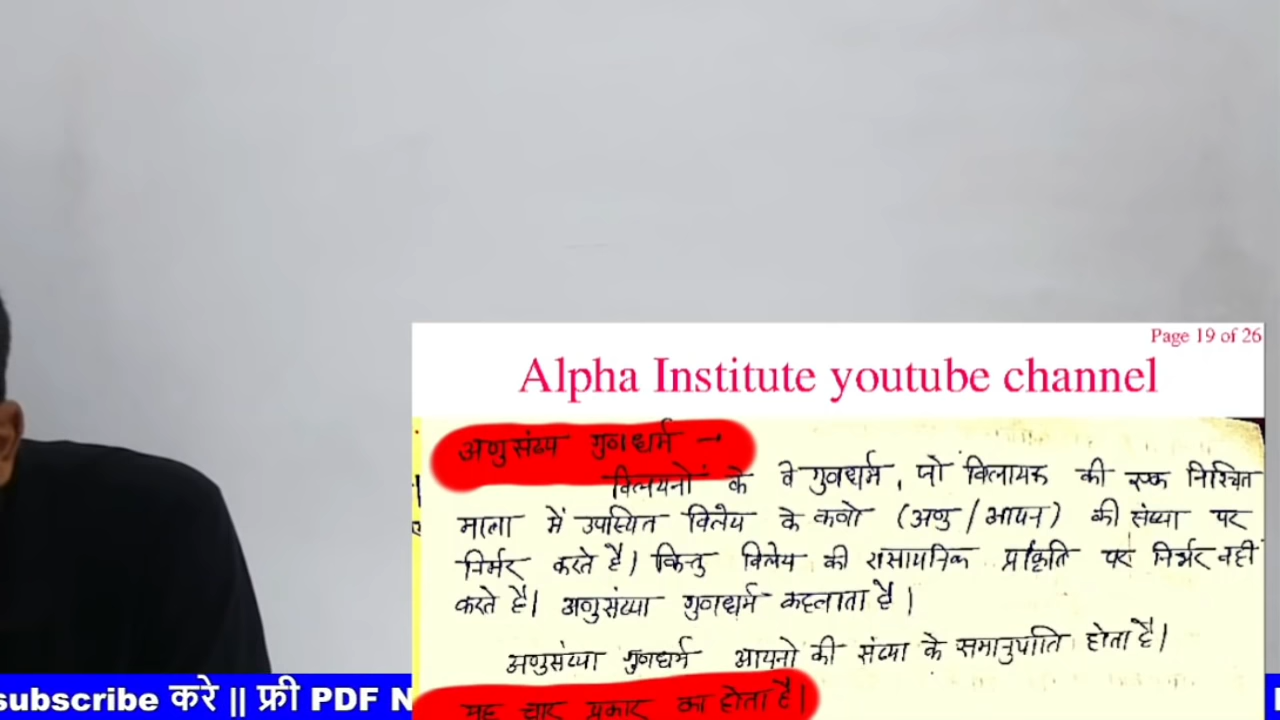 Page 19 of 26
Alpha Institute youtube channel
अणुसंख्य गुणधर्म →
विलयनों के वे गुणधर्म, जो विलायक की एक निश्चित
मात्रा में उपस्थित विलेय के कणो (अणु / आयन) की संख्या पर
निर्भर करते है। किन्तु विलेय की रासायनिक प्रकृति पर निर्भर नही
करते है। अणुसंख्या गुणधर्म कहलाता है।
अणुसंख्या गुणधर्म आयनो की संख्या के समानुपाति होता है।
यह चार प्रकार का होता है।
subscribe करे || फ्री PDF N